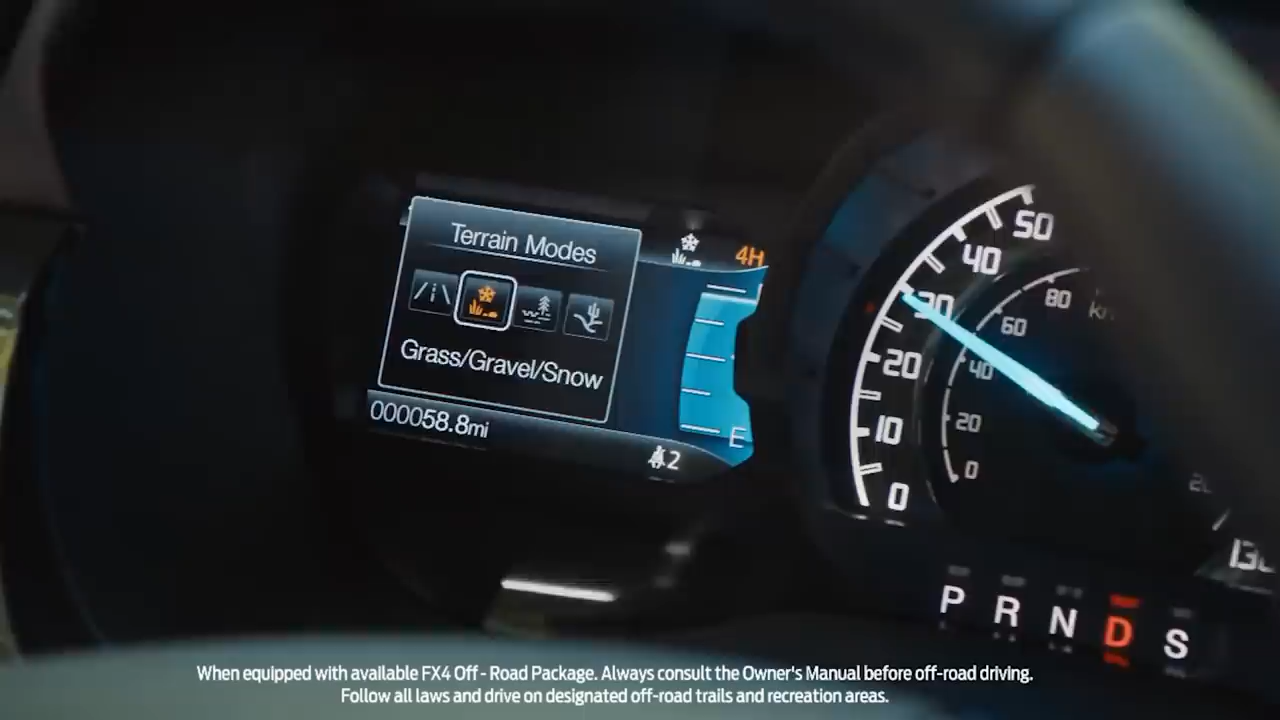 Terrain Modes
Grass/Gravel/Snow
000058.8mi
4H
E
2
50
40
30
20
10
0
80
60
40
20
0
P R N D S
When equipped with available FX4 Off - Road Package. Always consult the Owner's Manual before off-road driving.
Follow all laws and drive on designated off-road trails and recreation areas.